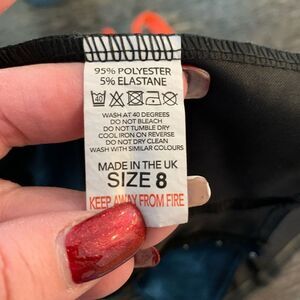 95% POLYESTER
5% ELASTANE
40
WASH AT 40 DEGREES
DO NOT BLEACH
DO NOT TUMBLE DRY
COOL IRON ON REVERSE
DO NOT DRY CLEAN
WASH WITH SIMILAR COLOURS
MADE IN THE UK
SIZE 8
KEEP AWAY FROM FIRE